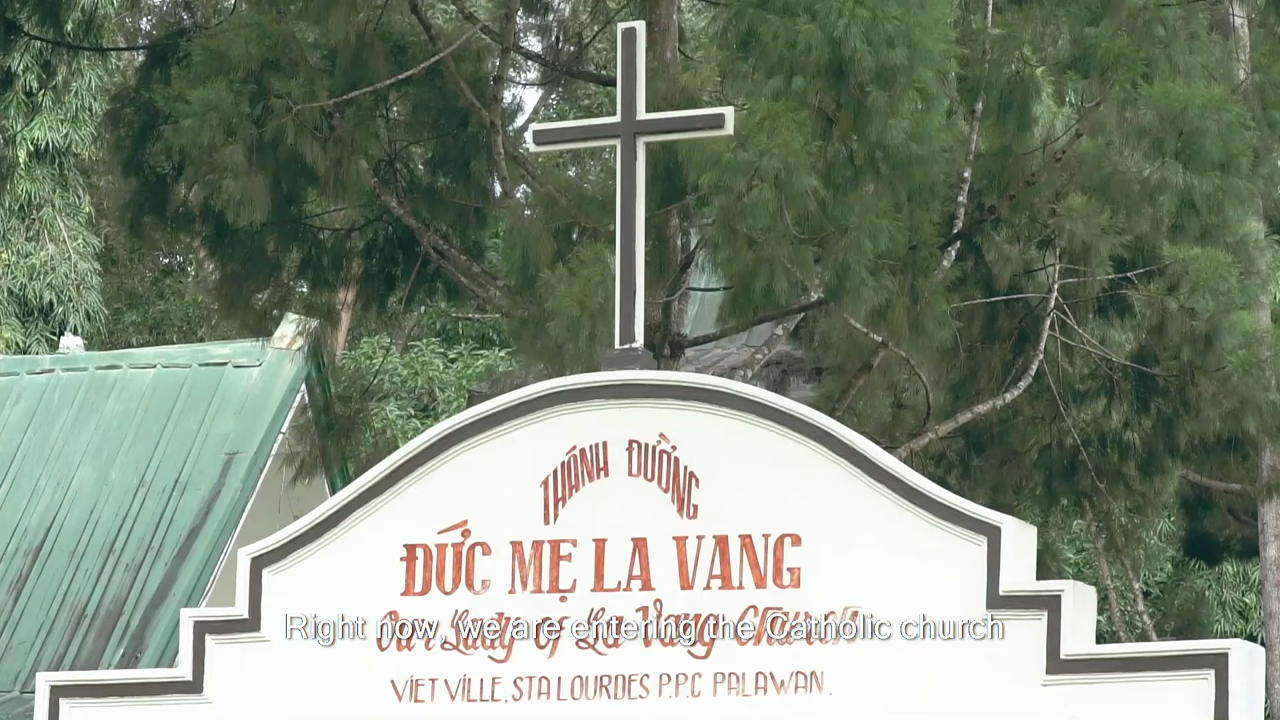 THÁNH ĐƯỜNG
ĐỨC MẸ LA VANG
Our Lady of La Vang Church
Right now, we are entering the Catholic church
VIET VILLE, STA LOURDES P.P.C PALAWAN.